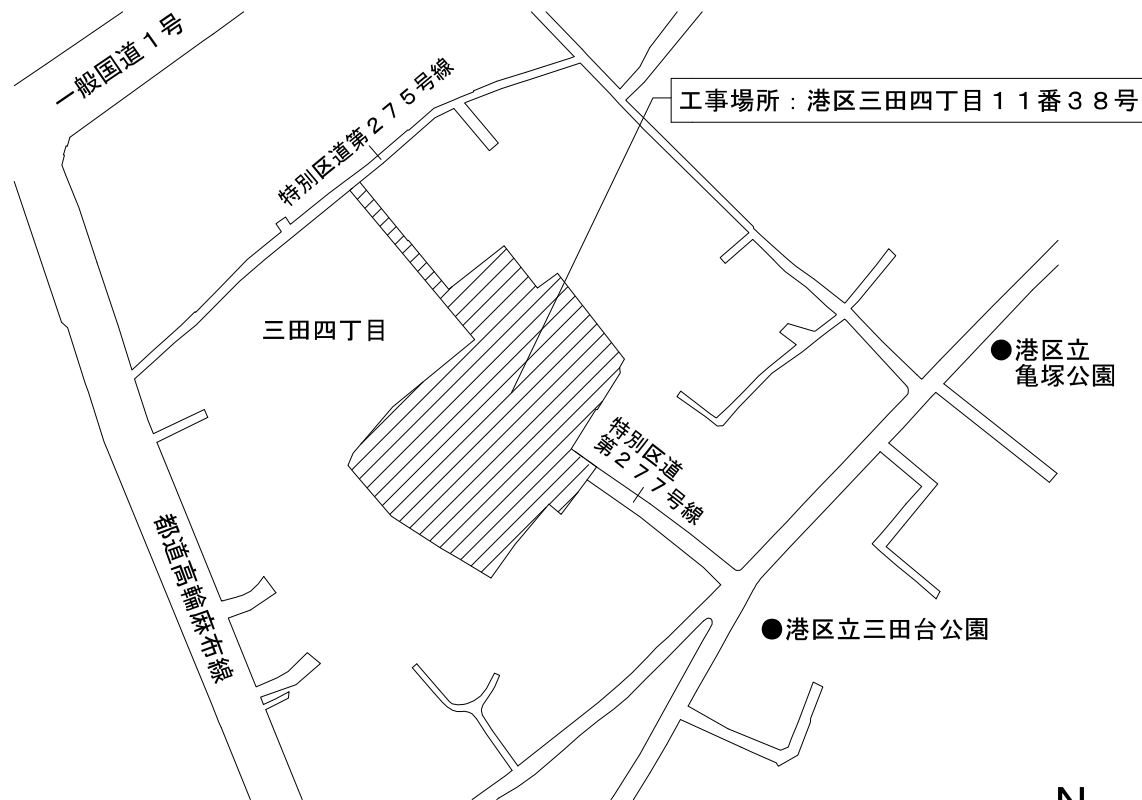 一般国道１号
特別区道第２７５号線
工事場所：港区三田四丁目１１番３８号
三田四丁目
●港区立
亀塚公園
特別区道
第２７７号線
都道高輪麻布線
●港区立三田台公園
N